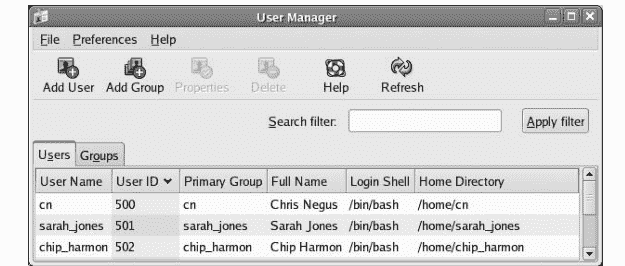 User Manager
File Preferences Help
Add User Add Group Properties Delete Help Refresh
Search filter: Apply filter
Users Groups
User Name User ID Primary Group Full Name Login Shell Home Directory
cn 500 cn Chris Negus /bin/bash /home/cn
sarah_jones 501 sarah_jones Sarah Jones /bin/bash /home/sarah_jones
chip_harmon 502 chip_harmon Chip Harmon /bin/bash /home/chip_harmon